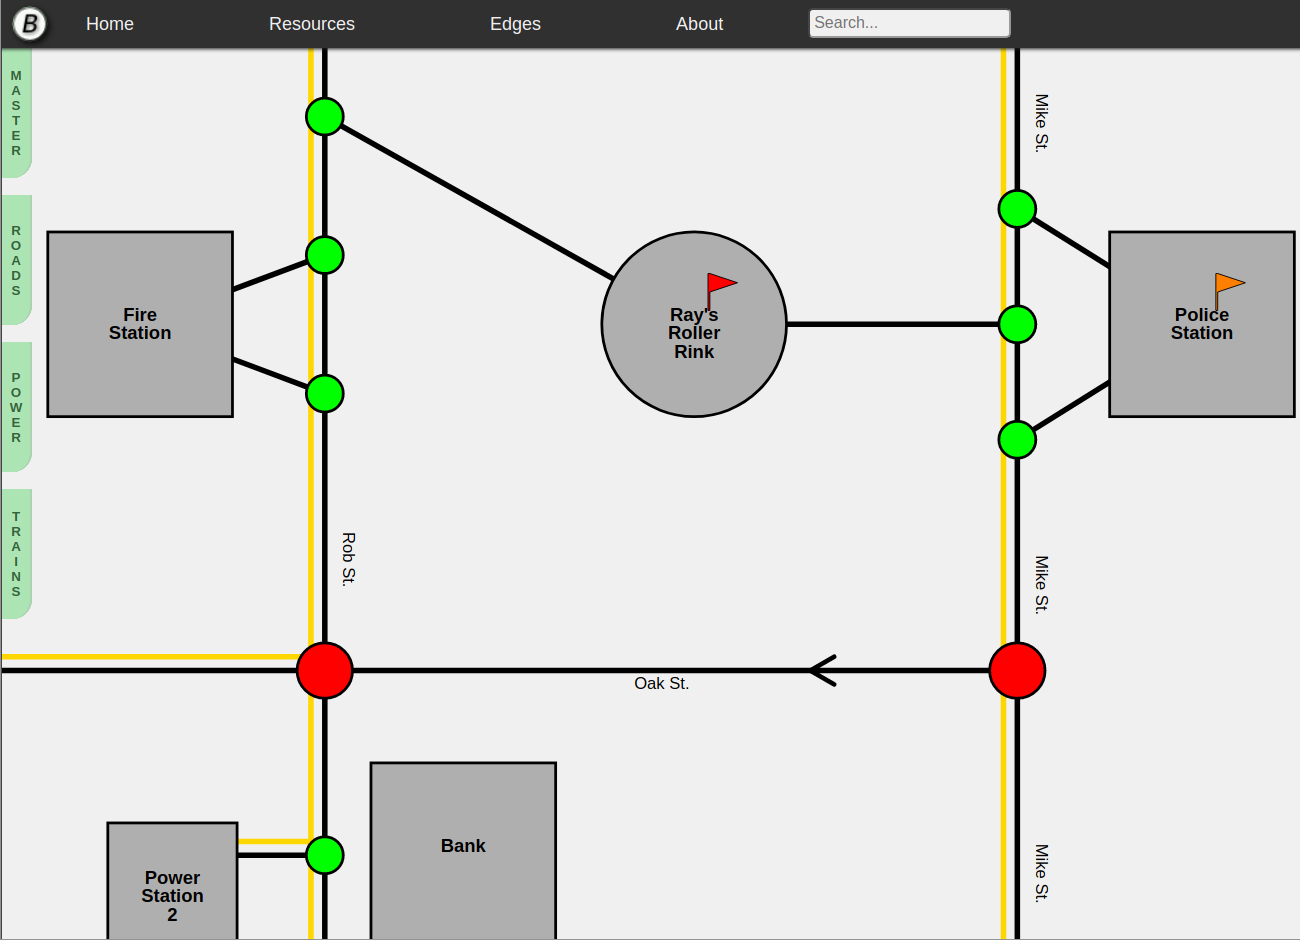 B
Home
Resources
Edges
About
Search...
MASTER
ROADS
POWER
TRAINS
Mike St.
Fire
Station
Ray's
Roller
Rink
Police
Station
Rob St.
Mike St.
Oak St.
Bank
Power
Station
2
Mike St.